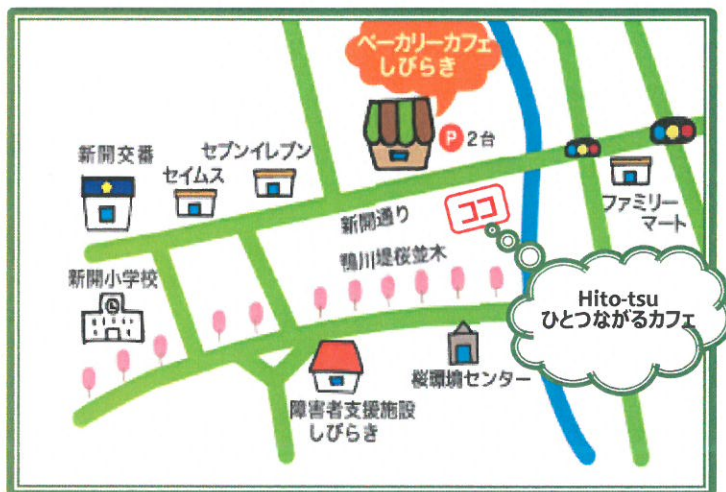 ベーカリーカフェ
しびらき
P 2台
新開交番
セイムス
セブンイレブン
ファミリー
マート
新開通り
ココ
鴨川堤桜並木
新開小学校
Hito-tsu
ひとつながるカフェ
桜環境センター
障害者支援施設
しびらき